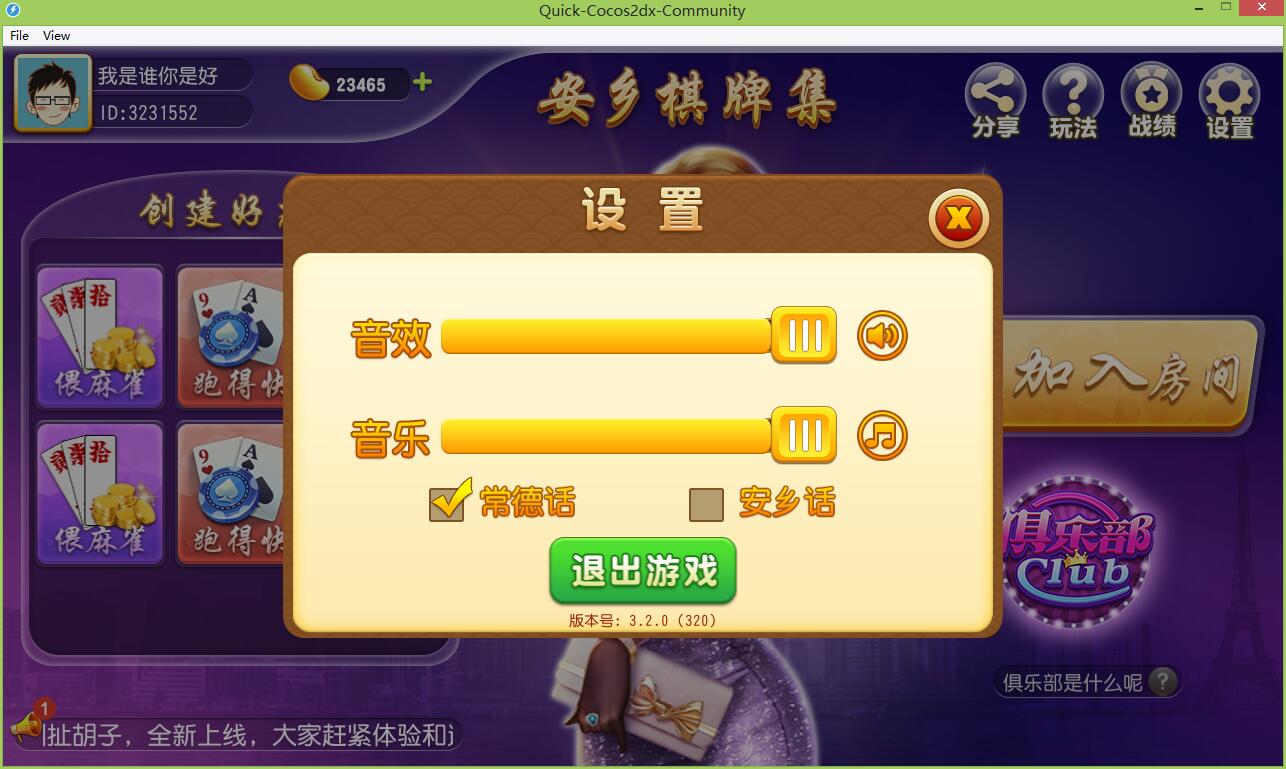 Quick-Cocos2dx-Community
File View
我是谁你是好
ID:3231552
23465
安乡棋牌集
分享
玩法
战绩
设置
创建好
设 置
X
音效
音乐
常德话
安乡话
退出游戏
版本号: 3.2.0 (320)
偎麻雀
跑得快
偎麻雀
跑得快
加入房间
俱乐部
Club
俱乐部是什么呢 ?
1
扯胡子，全新上线，大家赶紧体验和